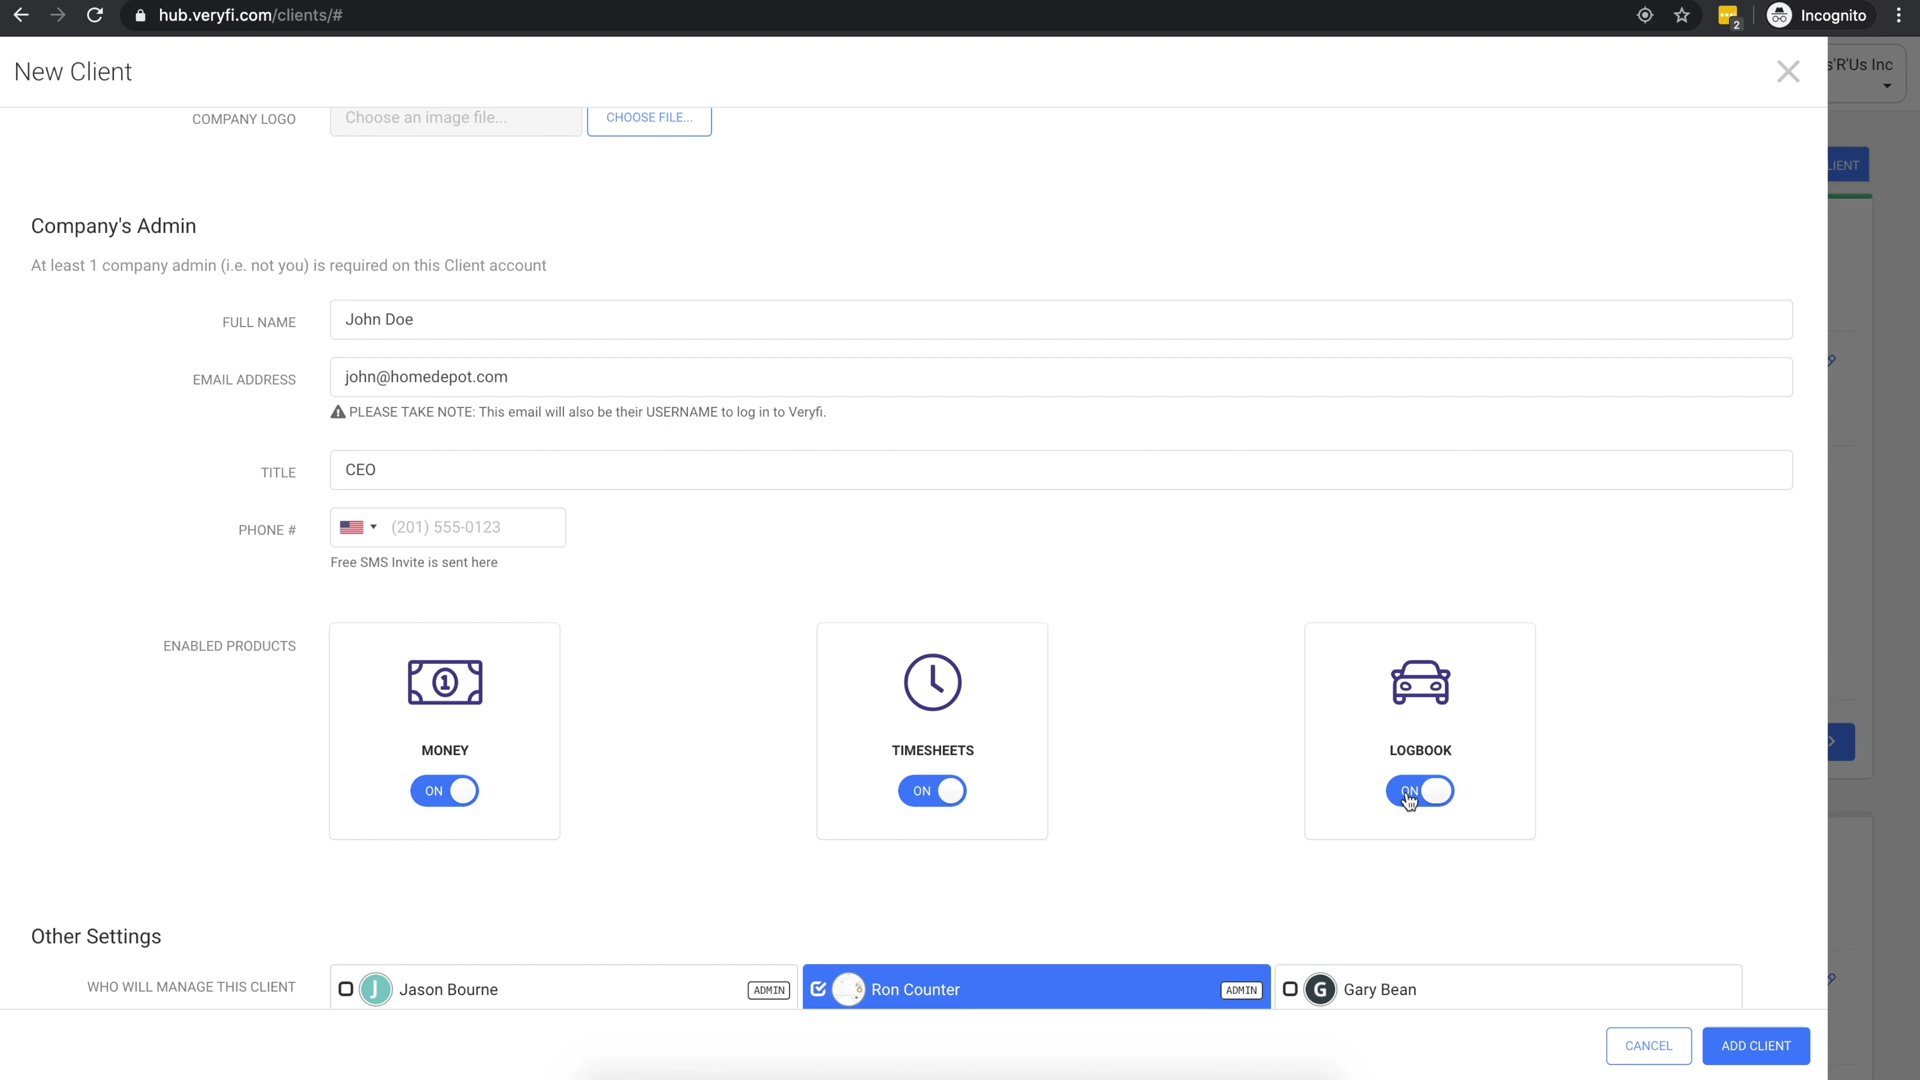 hub.veryfi.com/clients/#
2
Incognito
New Client
s'R'Us Inc
COMPANY LOGO
Choose an image file...
CHOOSE FILE...
LIENT
Company's Admin
At least 1 company admin (i.e. not you) is required on this Client account
FULL NAME
John Doe
EMAIL ADDRESS
john@homedepot.com
PLEASE TAKE NOTE: This email will also be their USERNAME to log in to Veryfi.
TITLE
CEO
PHONE #
(201) 555-0123
Free SMS Invite is sent here
ENABLED PRODUCTS
1
MONEY
TIMESHEETS
LOGBOOK
ON
ON
ON
Other Settings
WHO WILL MANAGE THIS CLIENT
J Jason Bourne ADMIN
Ron Counter ADMIN
G Gary Bean
CANCEL
ADD CLIENT